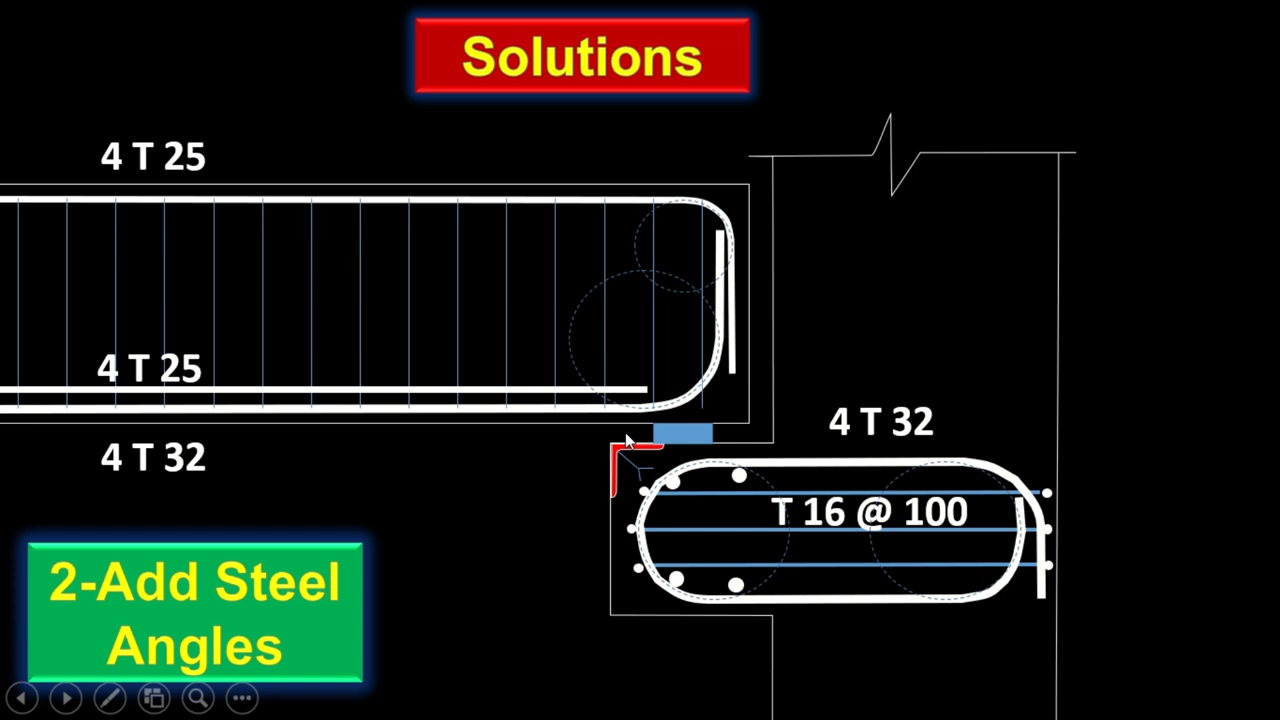 Solutions
4 T 25
4 T 25
4 T 32
4 T 32
T 16 @ 100
2-Add Steel
Angles